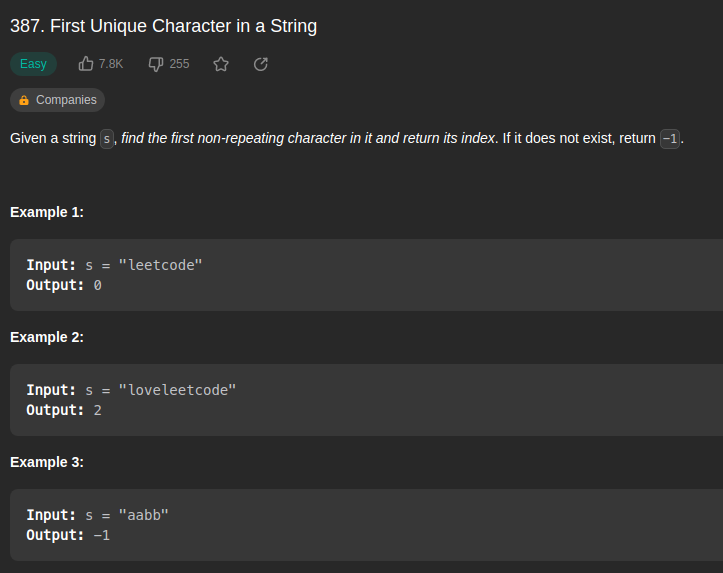 387. First Unique Character in a String
Easy 7.8K 255
Companies
Given a string s, find the first non-repeating character in it and return its index. If it does not exist, return -1.
Example 1:
Input: s = "leetcode"
Output: 0
Example 2:
Input: s = "loveleetcode"
Output: 2
Example 3:
Input: s = "aabb"
Output: -1